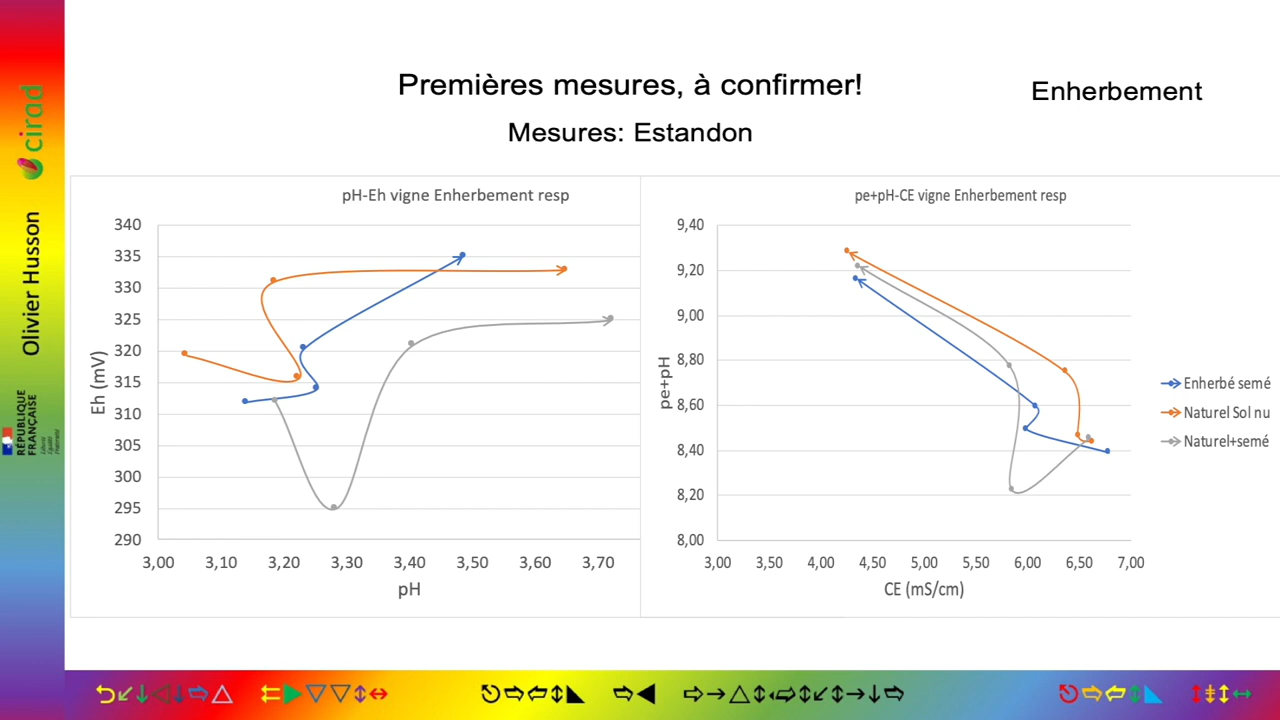 Premières mesures, à confirmer!
Enherbement
Mesures: Estandon
cirad
Olivier Husson
RÉPUBLIQUE
FRANÇAISE
Liberté
Égalité
Fraternité
pH-Eh vigne Enherbement resp
340
335
330
325
320
315
310
305
300
295
290
Eh (mV)
3,00 3,10 3,20 3,30 3,40 3,50 3,60 3,70
pH
pe+pH-CE vigne Enherbement resp
9,40
9,20
9,00
8,80
8,60
8,40
8,20
8,00
pe+pH
3,00 3,50 4,00 4,50 5,00 5,50 6,00 6,50 7,00
CE (mS/cm)
Enherbé semé
Naturel Sol nu
Naturel+semé